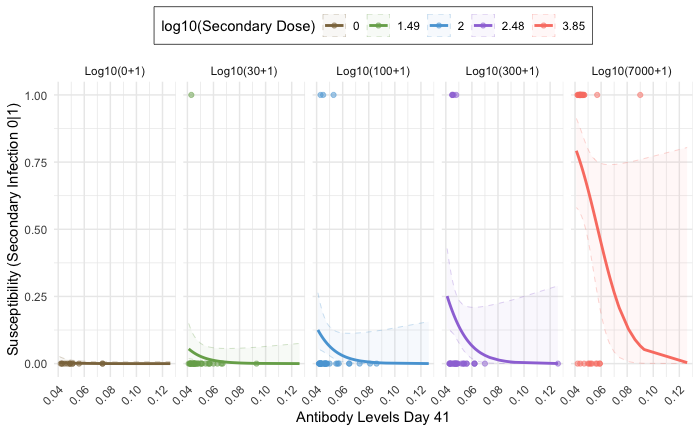 log10(Secondary Dose) 0 1.49 2 2.48 3.85
Log10(0+1) Log10(30+1) Log10(100+1) Log10(300+1) Log10(7000+1)
Susceptibility (Secondary Infection 0|1)
1.00
0.75
0.50
0.25
0.00
0.04 0.06 0.08 0.10 0.12 0.04 0.06 0.08 0.10 0.12 0.04 0.06 0.08 0.10 0.12 0.04 0.06 0.08 0.10 0.12 0.04 0.06 0.08 0.10 0.12
Antibody Levels Day 41